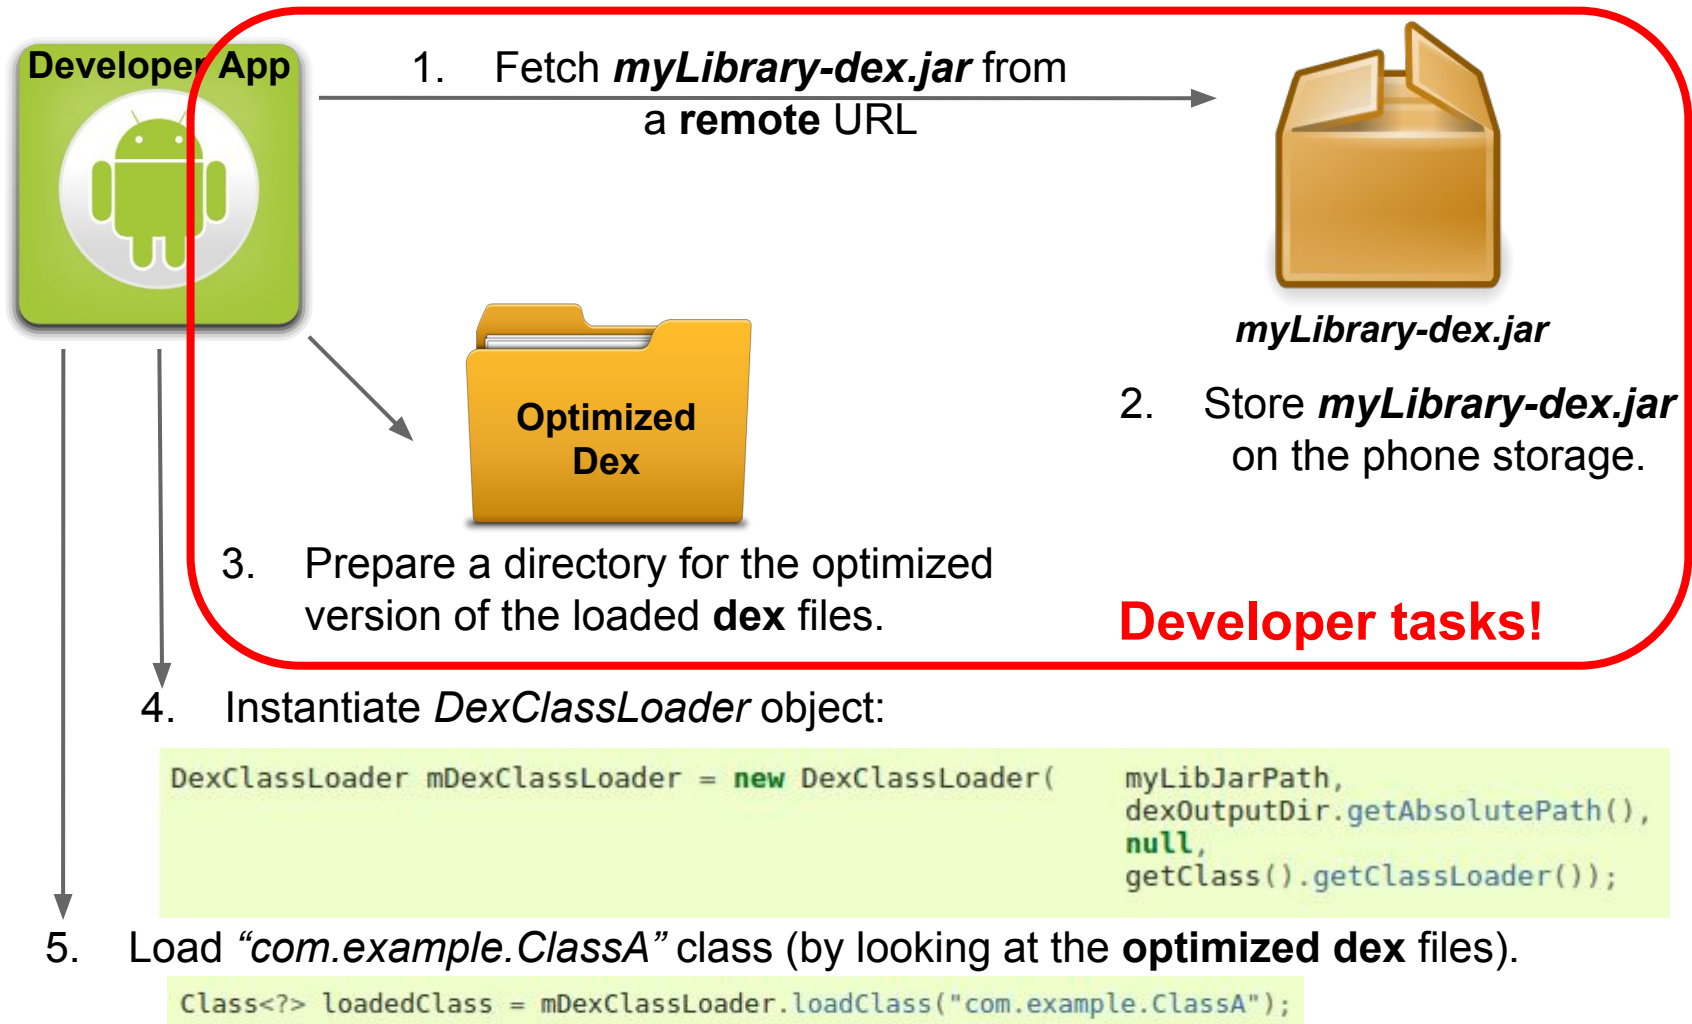 Developer App
1. Fetch myLibrary-dex.jar from
a remote URL
myLibrary-dex.jar
2. Store myLibrary-dex.jar
on the phone storage.
Optimized
Dex
3. Prepare a directory for the optimized
version of the loaded dex files.
Developer tasks!
4. Instantiate DexClassLoader object:
DexClassLoader mDexClassLoader = new DexClassLoader( myLibJarPath,
dexOutputDir.getAbsolutePath(),
null,
getClass().getClassLoader());
5. Load “com.example.ClassA” class (by looking at the optimized dex files).
Class<?> loadedClass = mDexClassLoader.loadClass("com.example.ClassA");